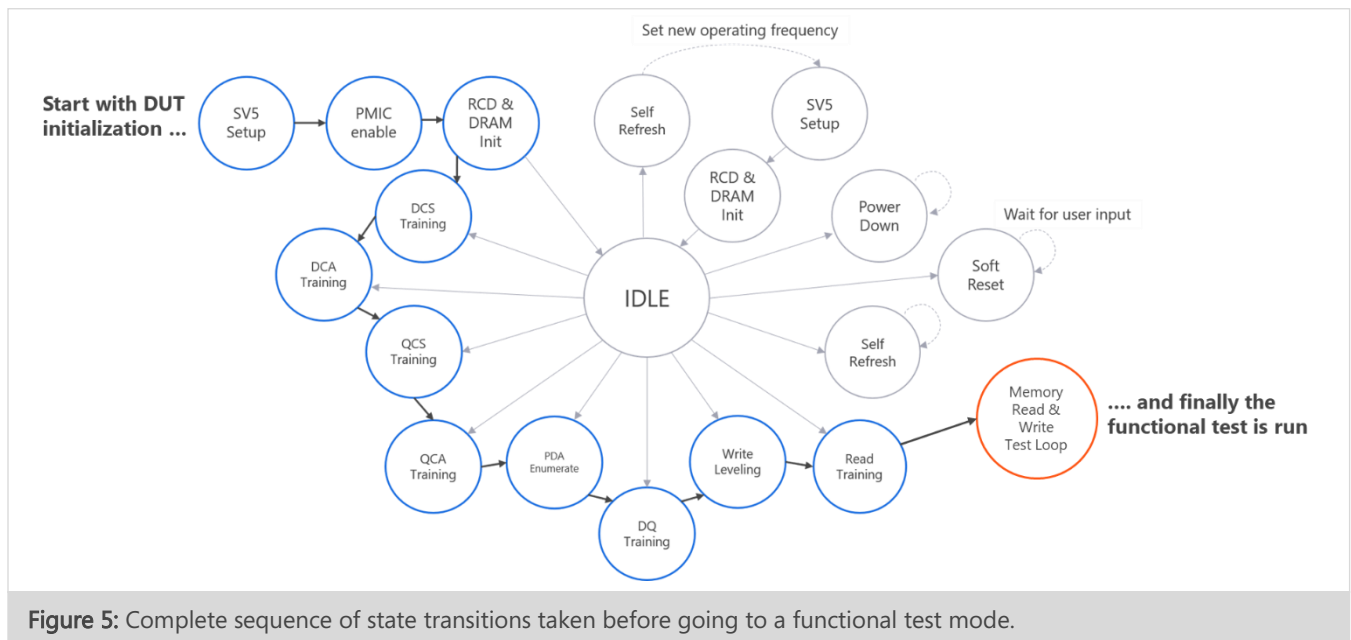 Set new operating frequency
Start with DUT
initialization ...
SV5
Setup
PMIC
enable
RCD &
DRAM
Init
Self
Refresh
SV5
Setup
RCD &
DRAM
Init
DCS
Training
Power
Down
Wait for user input
DCA
Training
IDLE
Soft
Reset
QCS
Training
Self
Refresh
Memory
Read &
Write
Test Loop
.... and finally the
functional test is run
QCA
Training
PDA
Enumerate
Write
Leveling
Read
Training
DQ
Training
Figure 5: Complete sequence of state transitions taken before going to a functional test mode.